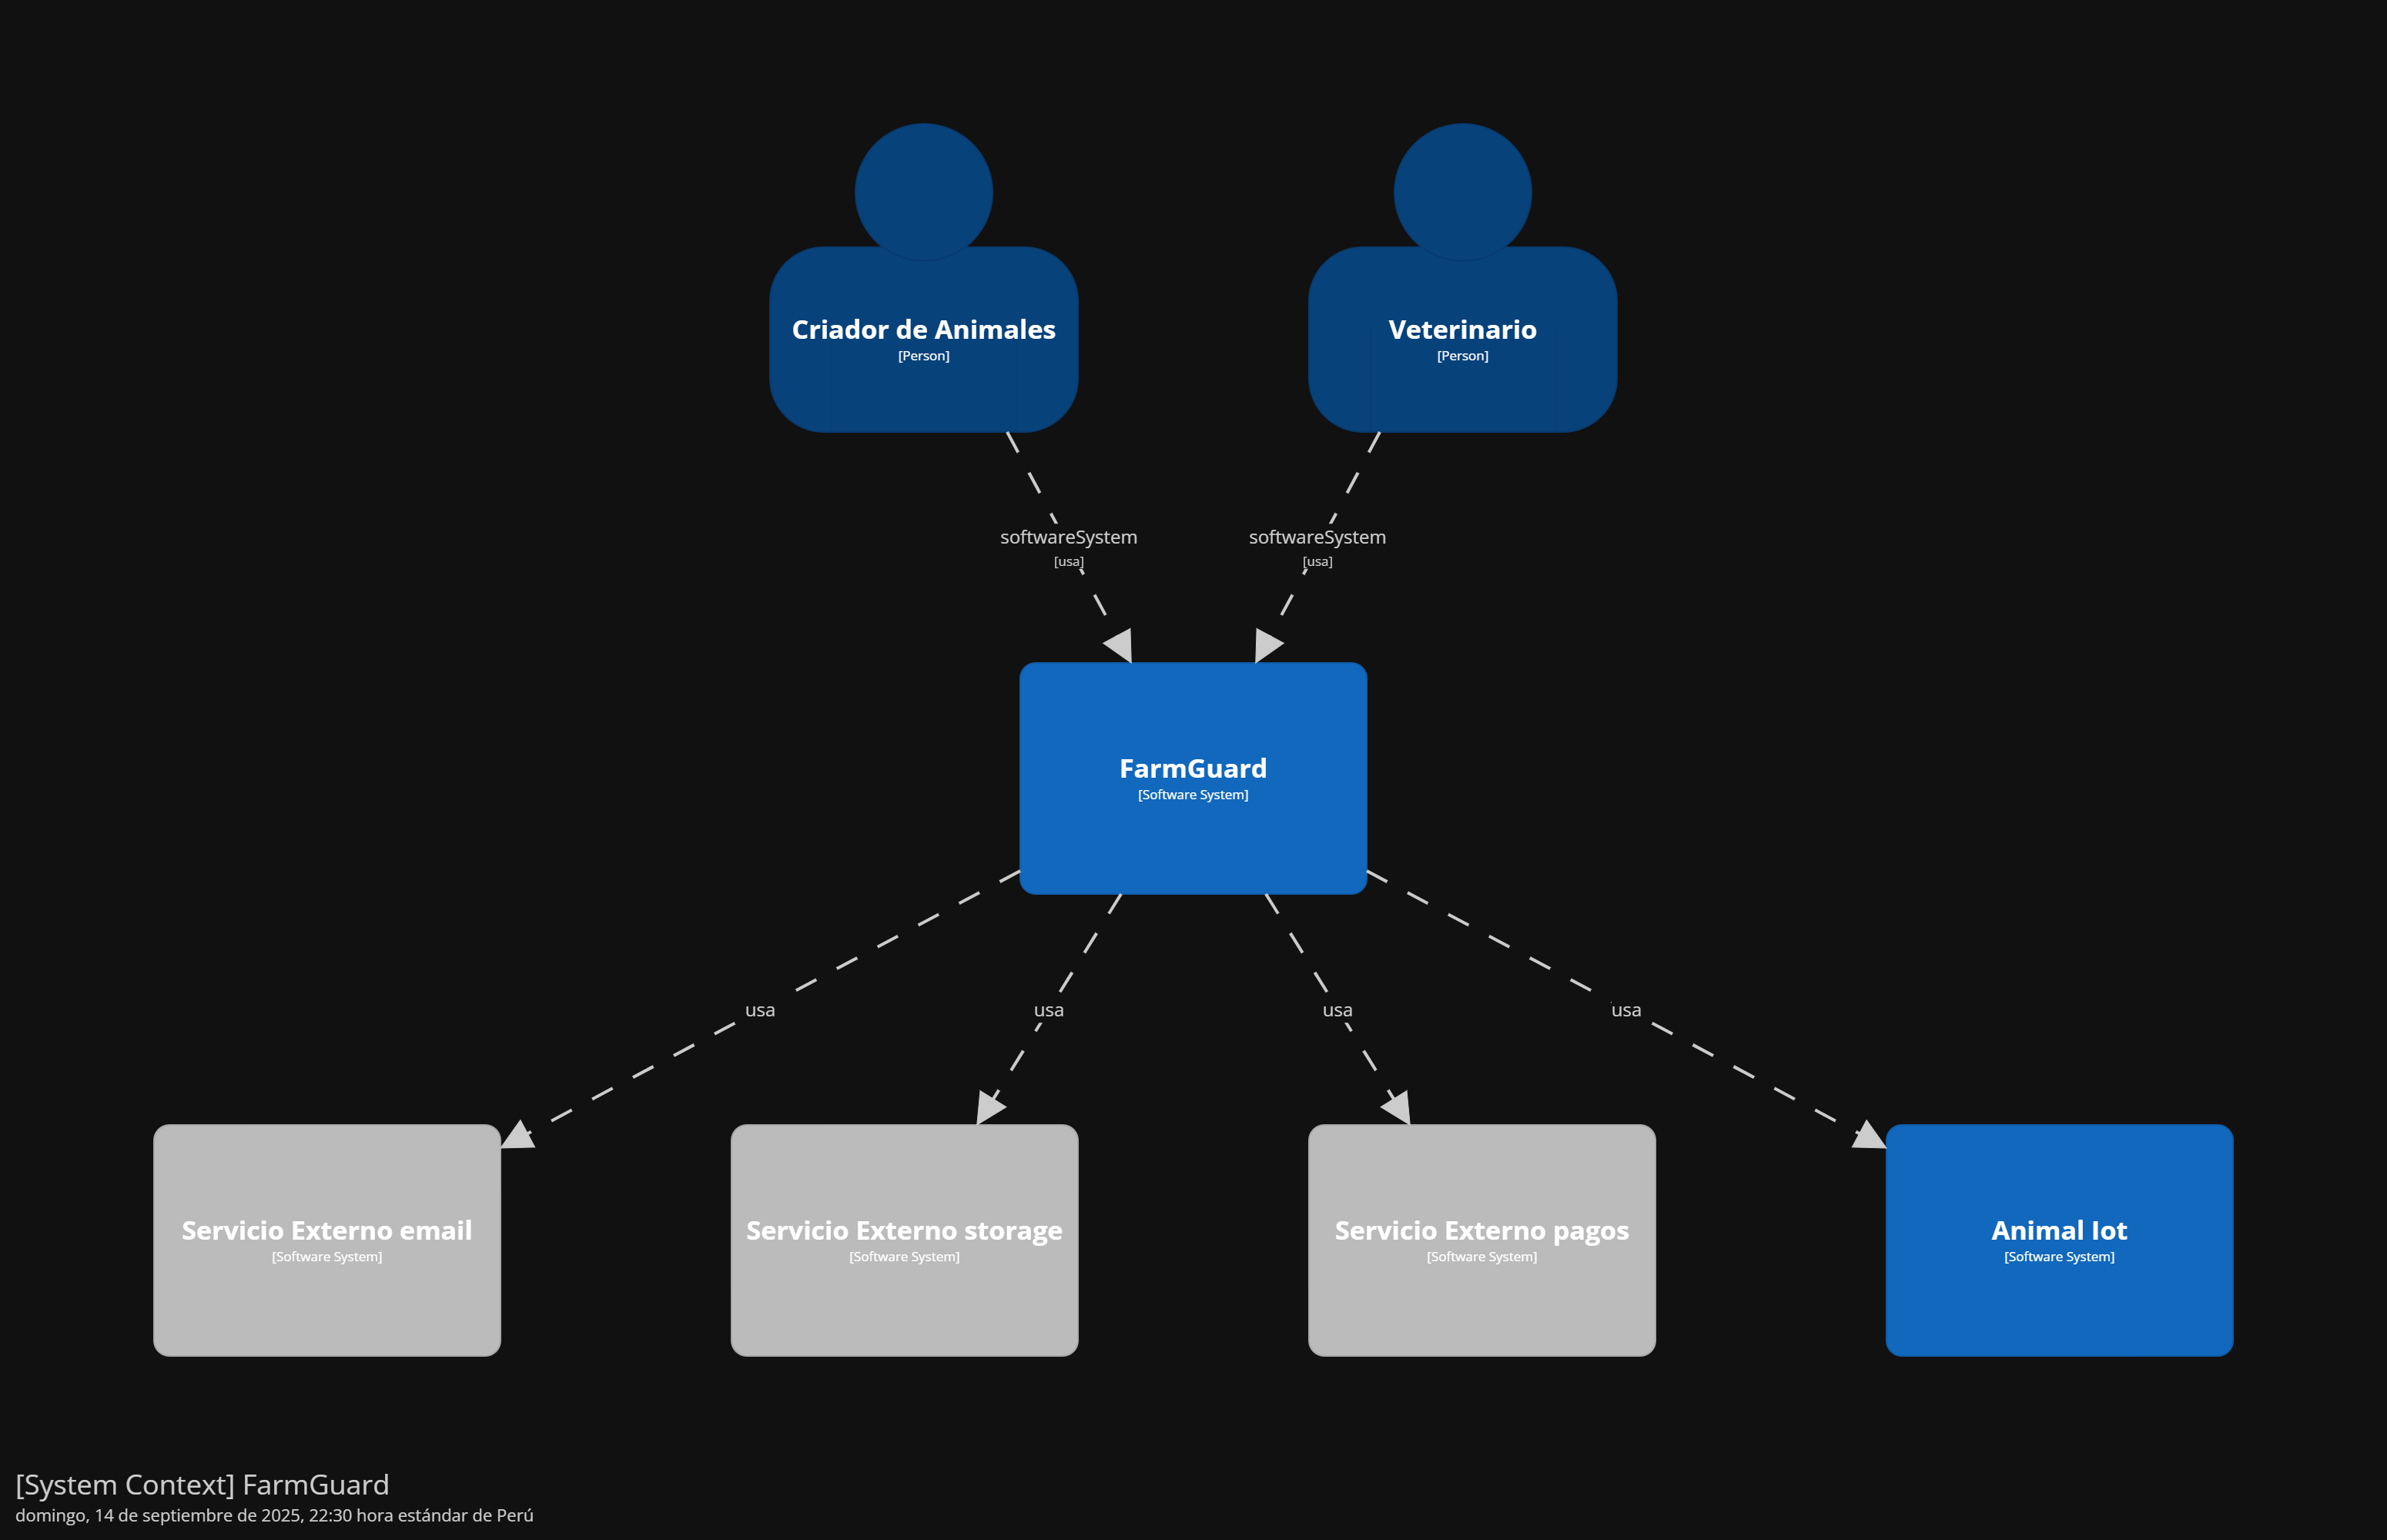 Criador de Animales
[Person]
Veterinario
[Person]
softwareSystem
[usa]
softwareSystem
[usa]
FarmGuard
[Software System]
usa
usa
usa
usa
Servicio Externo email
[Software System]
Servicio Externo storage
[Software System]
Servicio Externo pagos
[Software System]
Animal Iot
[Software System]
[System Context] FarmGuard
domingo, 14 de septiembre de 2025, 22:30 hora estándar de Perú